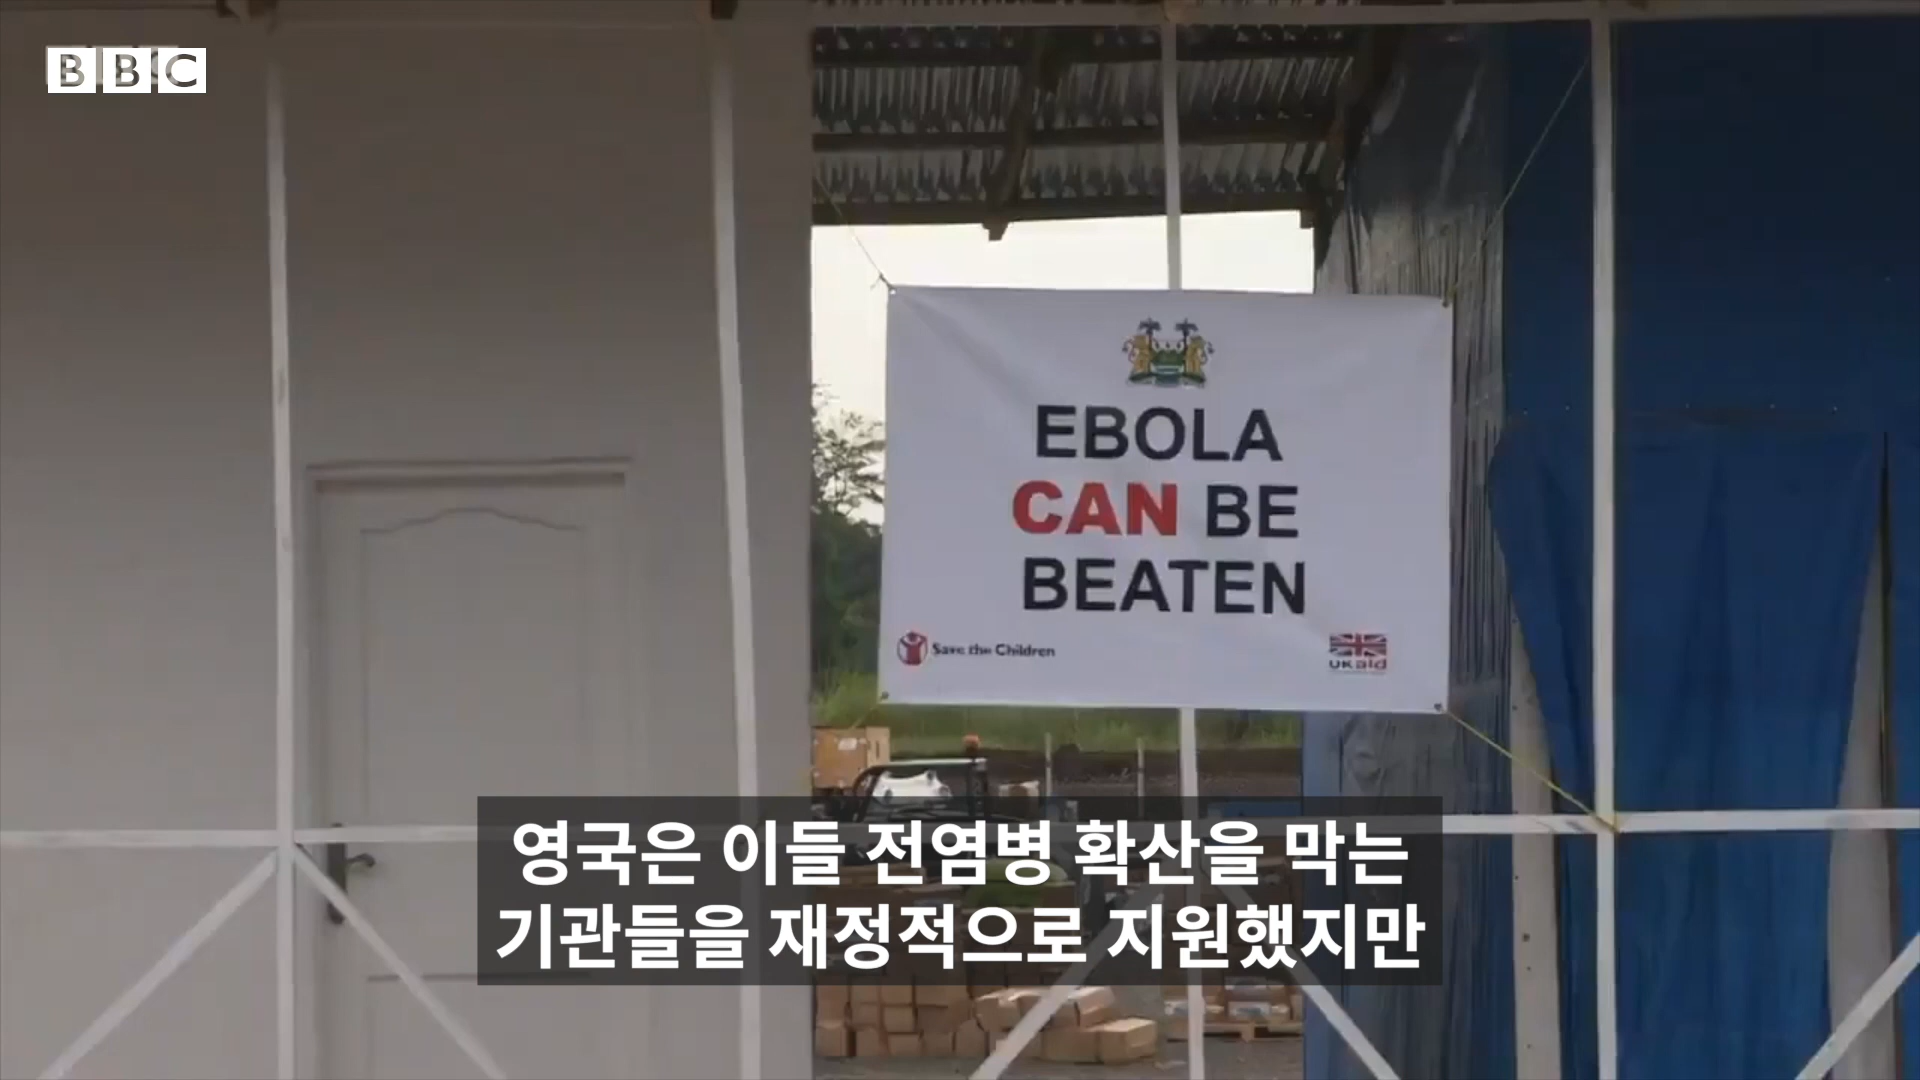 BBC
EBOLA
CAN BE
BEATEN
Save the Children
UKaid
영국은 이들 전염병 확산을 막는
기관들을 재정적으로 지원했지만